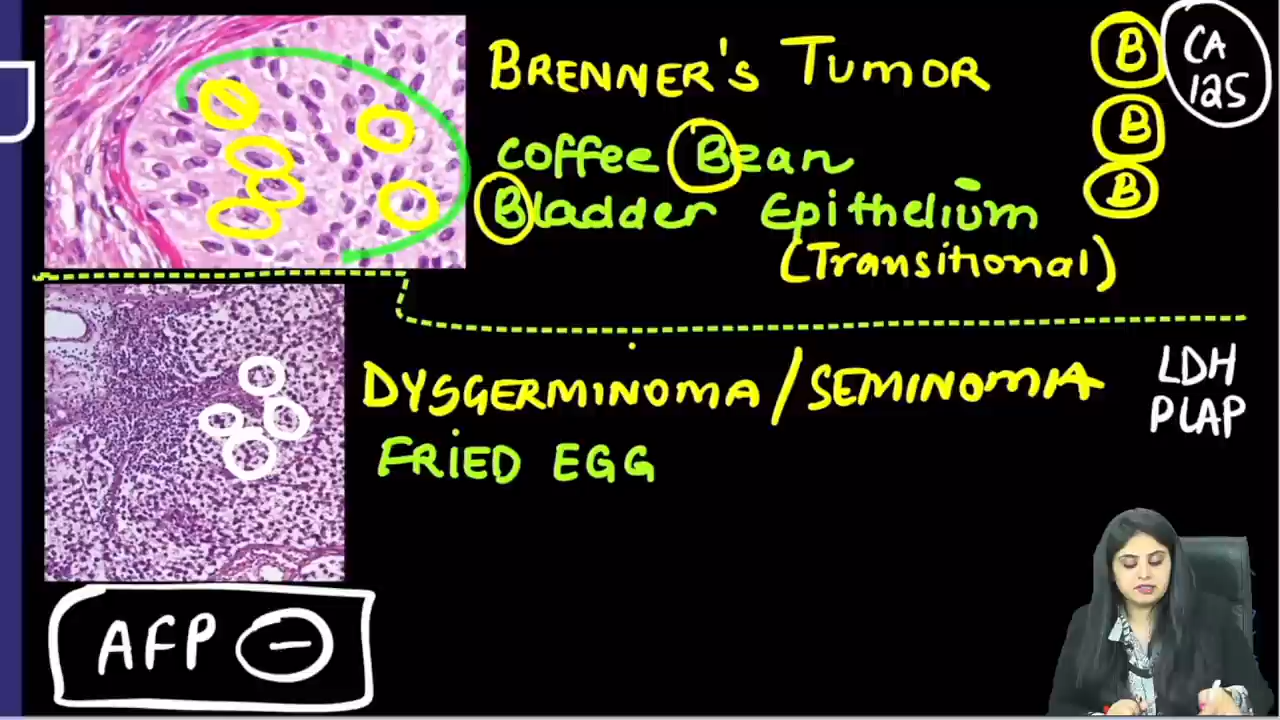 BRENNER'S TUMOR
coffee Bean
Bladder Epithelium
(Transitional)
B
B
B
CA
125
DYSGERMINOMA/SEMINOMA
FRIED EGG
LDH
PLAP
AFP −